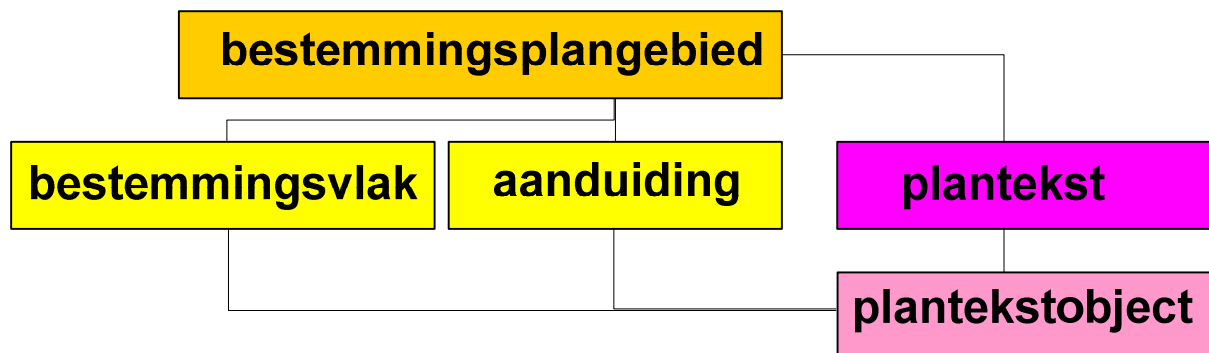 bestemmingsplangebied
bestemmingsvlak
aanduiding
plantekst
plantekstobject